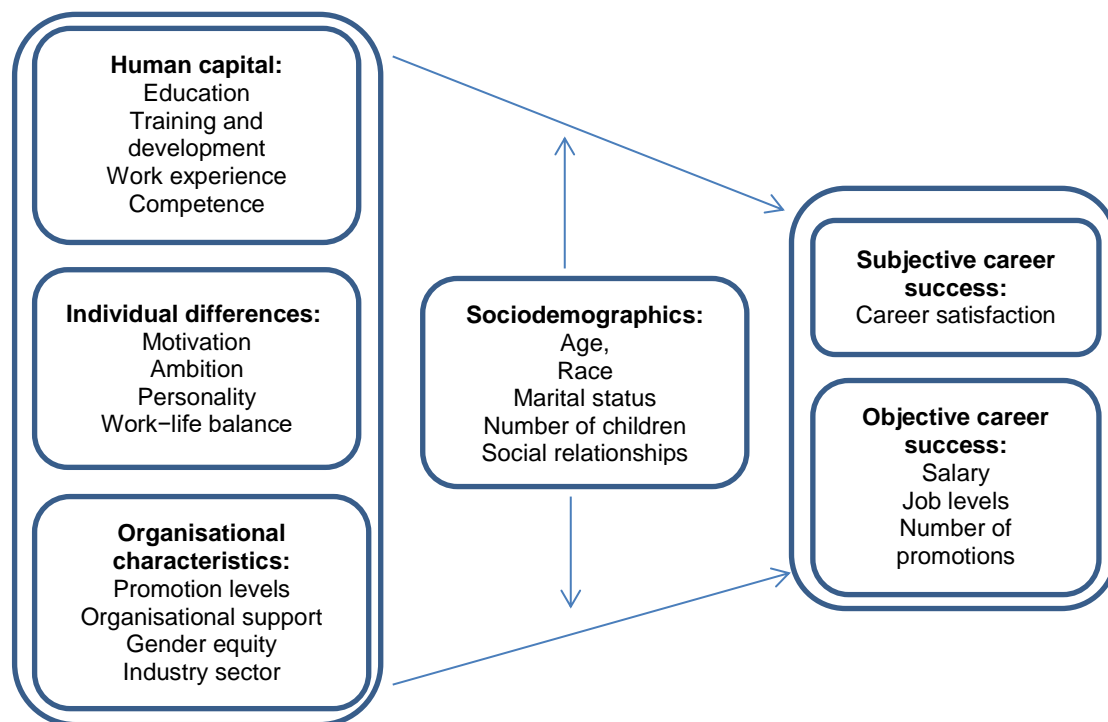 Human capital:
Education
Training and
development
Work experience
Competence
Individual differences:
Motivation
Ambition
Personality
Work−life balance
Organisational
characteristics:
Promotion levels
Organisational support
Gender equity
Industry sector
Sociodemographics:
Age,
Race
Marital status
Number of children
Social relationships
Subjective career
success:
Career satisfaction
Objective career
success:
Salary
Job levels
Number of
promotions